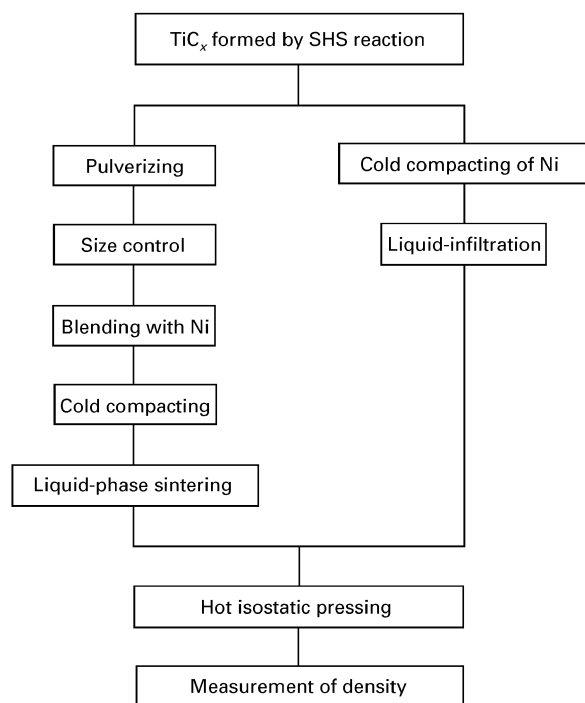 TiCx formed by SHS reaction
Pulverizing
Size control
Blending with Ni
Cold compacting
Liquid-phase sintering
Cold compacting of Ni
Liquid-infiltration
Hot isostatic pressing
Measurement of density